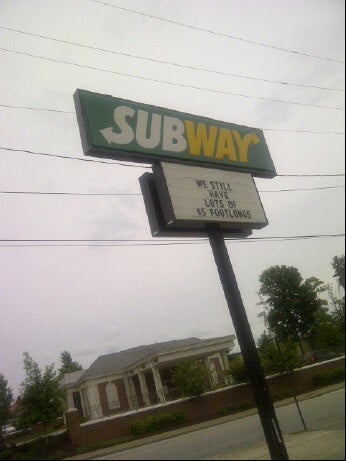 SUBWAY
WE STILL
HAVE
LOTS OF
$5 FOOTLONGS